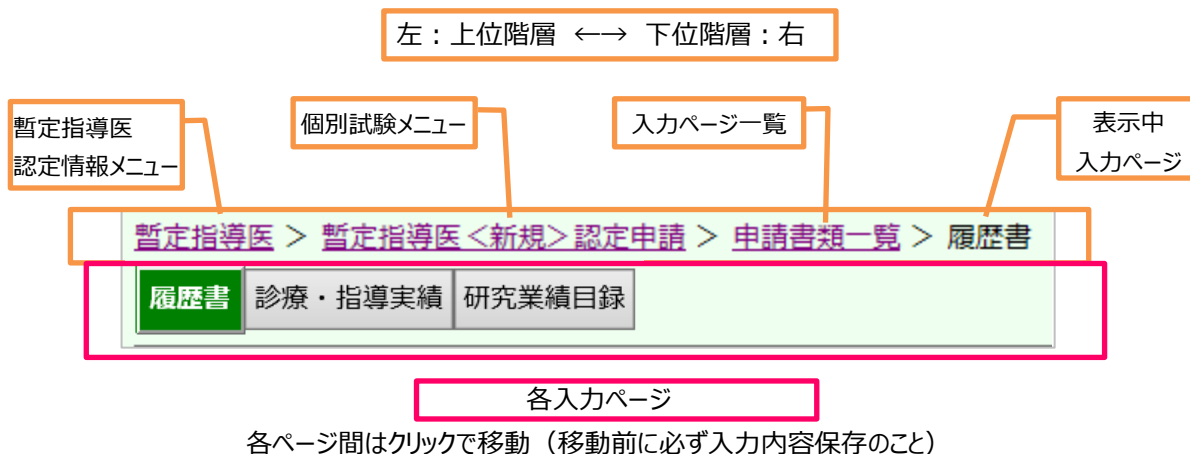 左：上位階層 ←→ 下位階層：右
暫定指導医
認定情報メニュー
個別試験メニュー
入力ページ一覧
表示中
入力ページ
暫定指導医 > 暫定指導医<新規>認定申請 > 申請書類一覧 > 履歴書
履歴書 診療・指導実績 研究業績目録
各入力ページ
各ページ間はクリックで移動（移動前に必ず入力内容保存のこと）